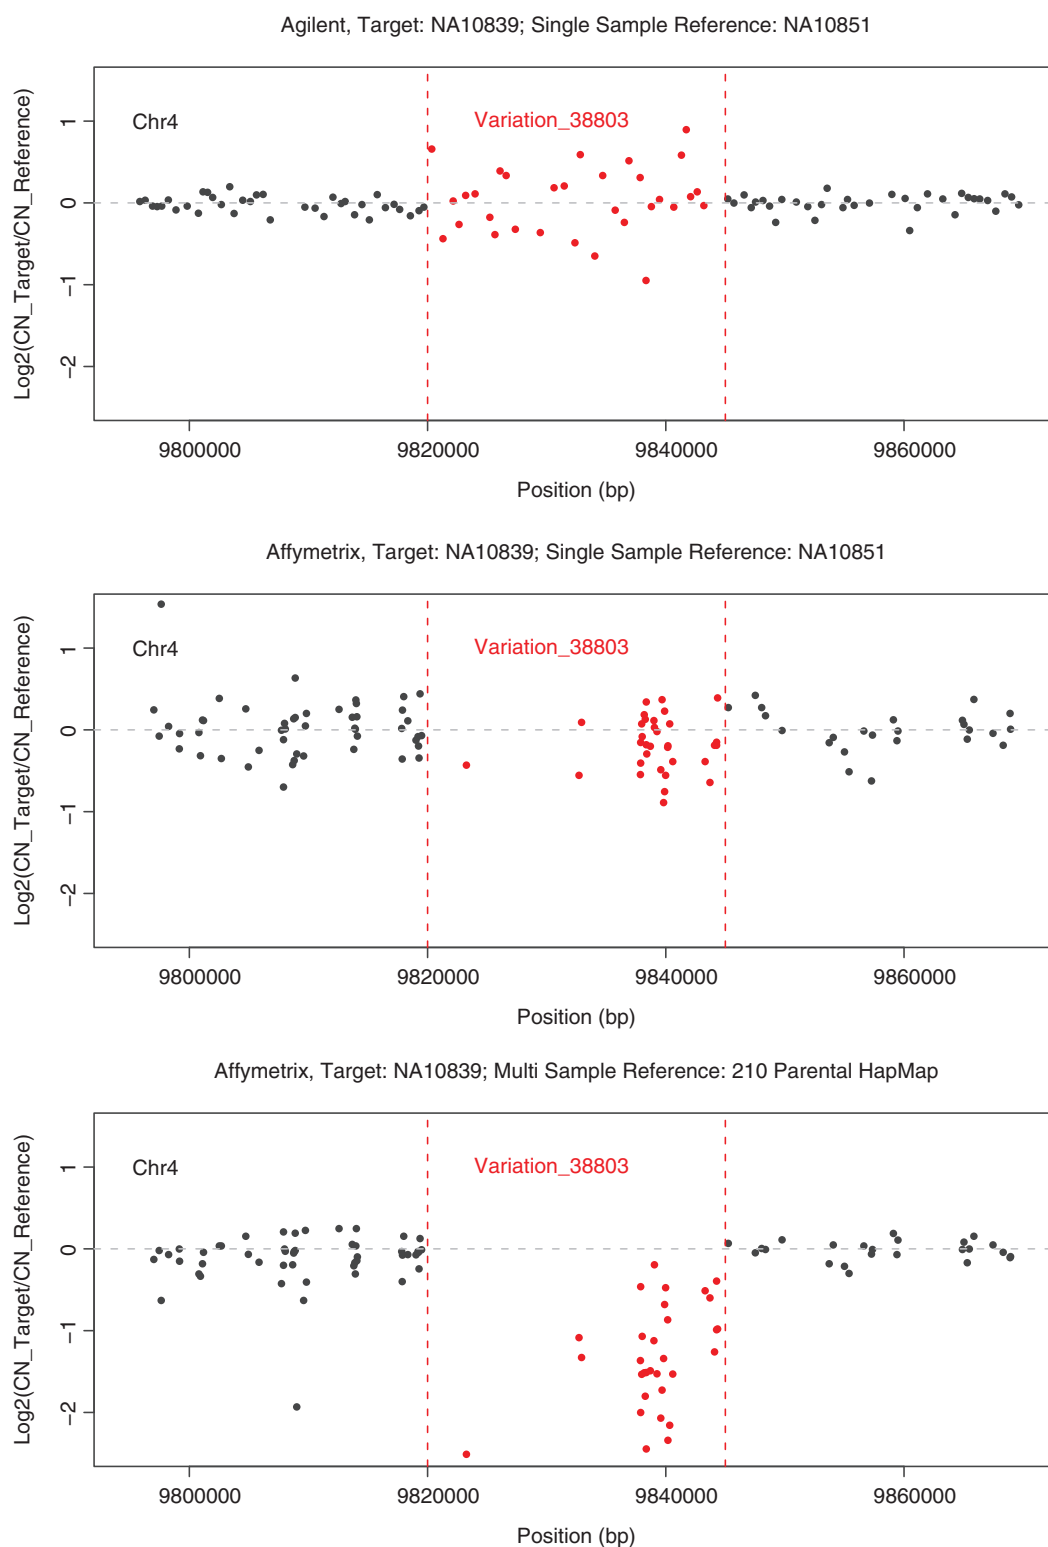 Agilent, Target: NA10839; Single Sample Reference: NA10851
Log2(CN_Target/CN_Reference)
1
0
−1
−2
Chr4
Variation_38803
9800000 9820000 9840000 9860000
Position (bp)
Affymetrix, Target: NA10839; Single Sample Reference: NA10851
Log2(CN_Target/CN_Reference)
1
0
−1
−2
Chr4
Variation_38803
9800000 9820000 9840000 9860000
Position (bp)
Affymetrix, Target: NA10839; Multi Sample Reference: 210 Parental HapMap
Log2(CN_Target/CN_Reference)
1
0
−1
−2
Chr4
Variation_38803
9800000 9820000 9840000 9860000
Position (bp)